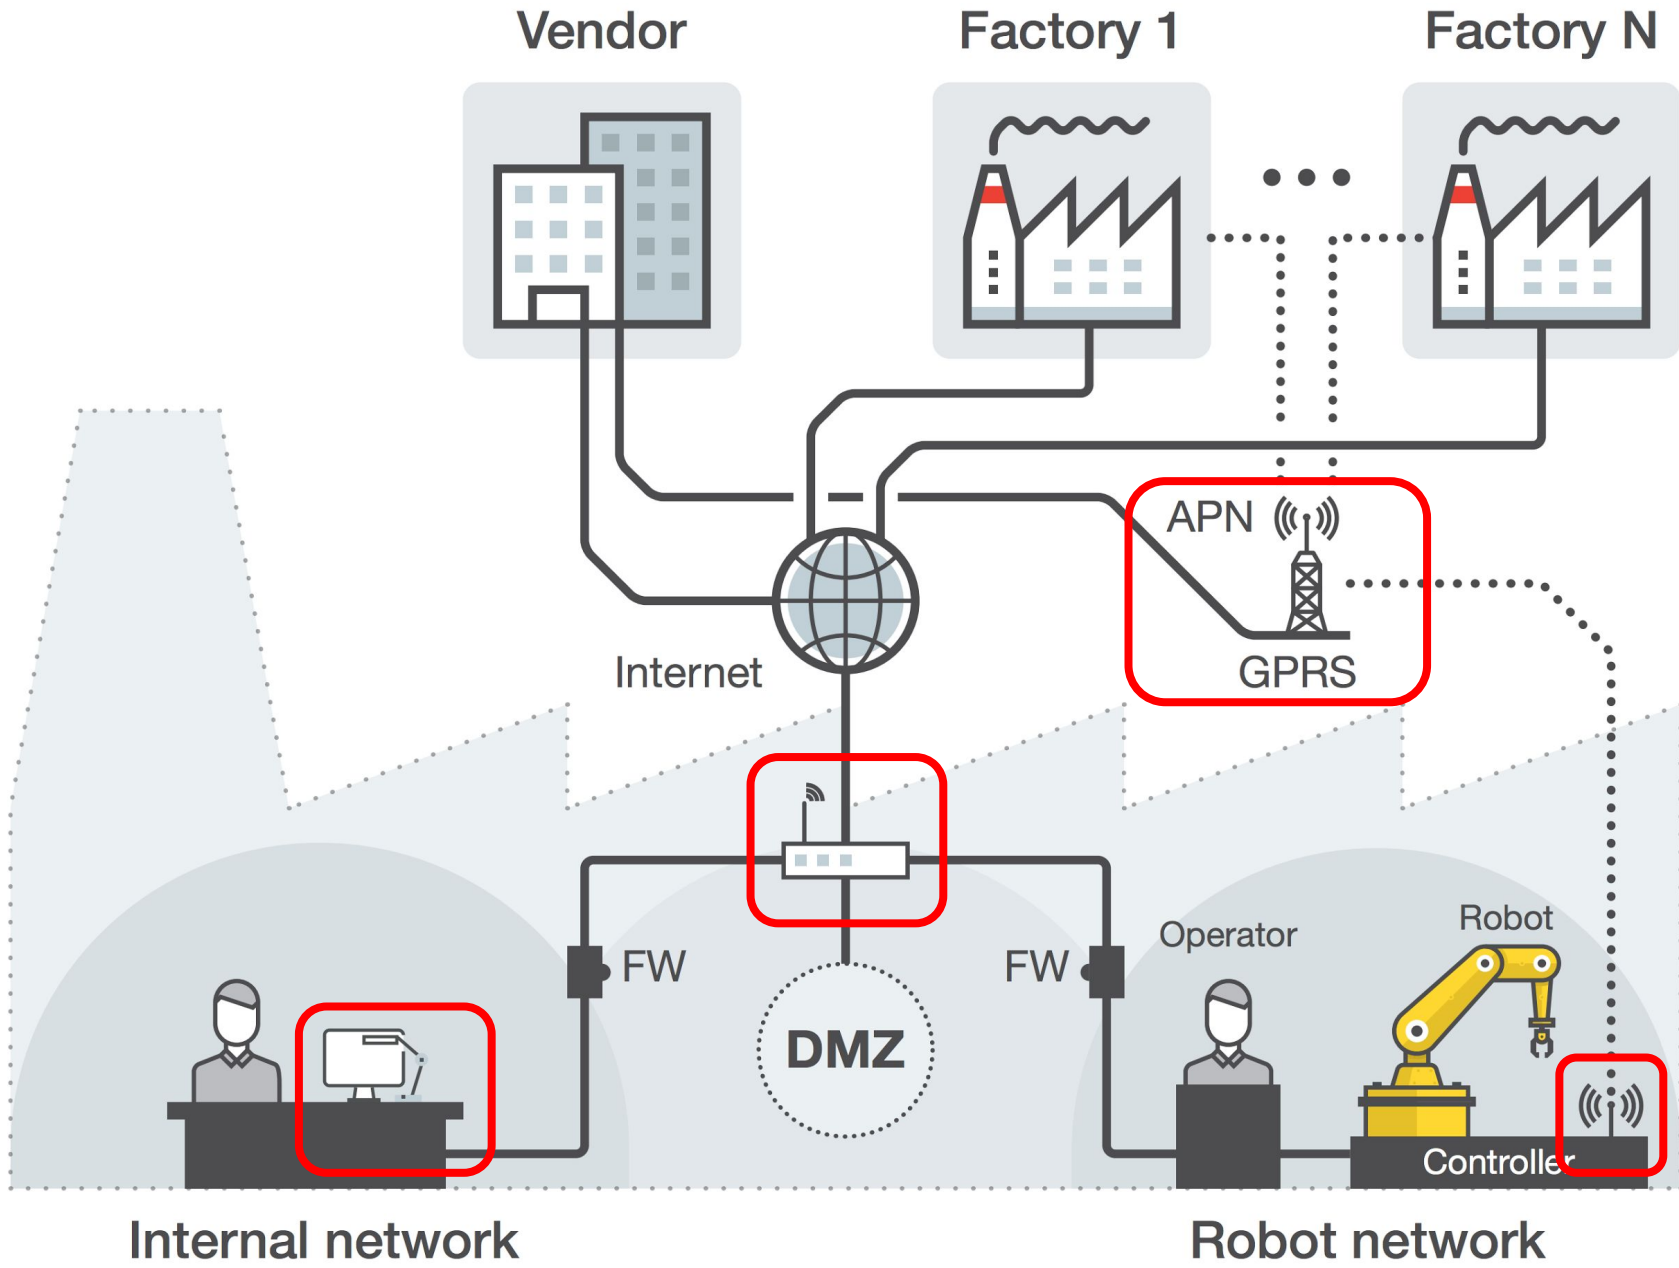 Vendor
Factory 1
Factory N
APN
GPRS
Internet
Robot
Operator
FW
FW
DMZ
Controller
Internal network
Robot network